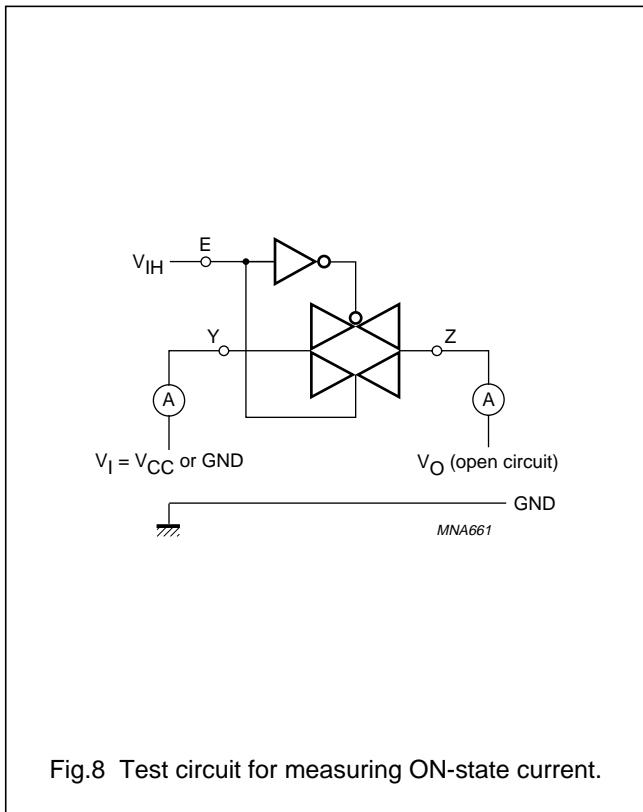 E
VIH
Y
Z
A
A
VI = VCC or GND
VO (open circuit)
GND
MNA661
Fig.8 Test circuit for measuring ON-state current.